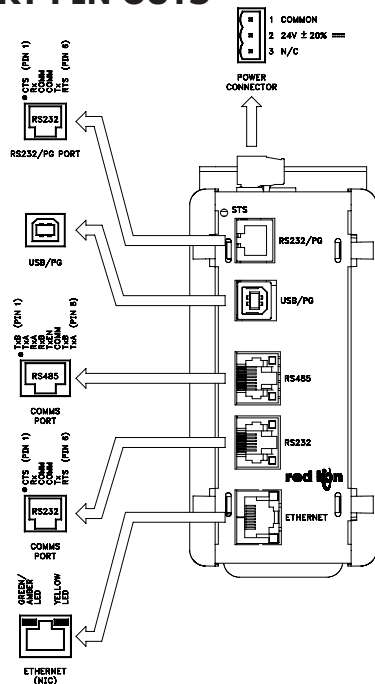 PORT PIN OUTS
1 COMMON
2 24V ± 20% ⎓
3 N/C
POWER
CONNECTOR
CTS (PIN 1)
Rx
COMM
COMM
Tx
RTS (PIN 6)
RS232
RS232/PG PORT
STS
RS232/PG
USB/PG
USB/PG
TxB (PIN 1)
TxA
RxA
RxB
TxEN
COMM
TxB
TxA (PIN 8)
RS485
COMMS
PORT
RS485
CTS (PIN 1)
Rx
COMM
COMM
Tx
RTS (PIN 6)
RS232
COMMS
PORT
RS232
red lion
ETHERNET
GREEN/
AMBER
LED
YELLOW
LED
ETHERNET
(NIC)